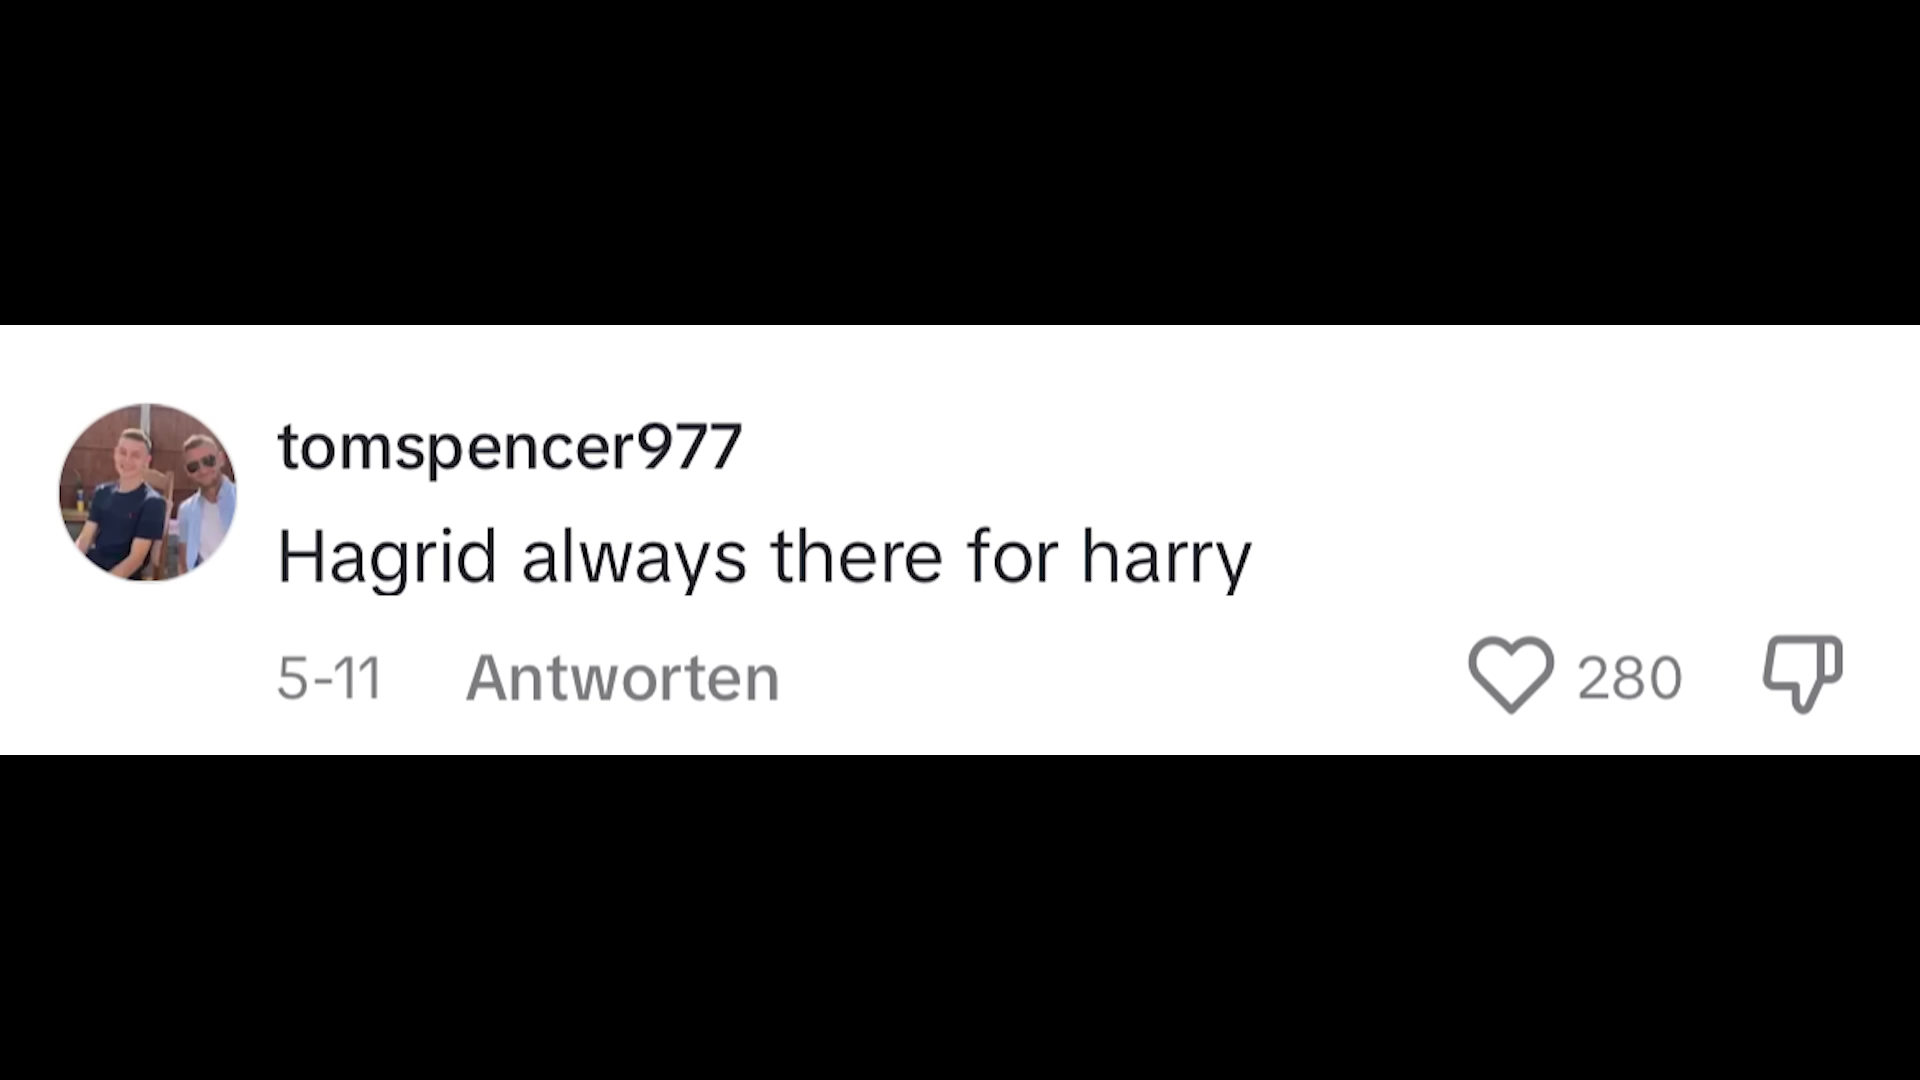 tomspencer977
Hagrid always there for harry
5-11 Antworten 280